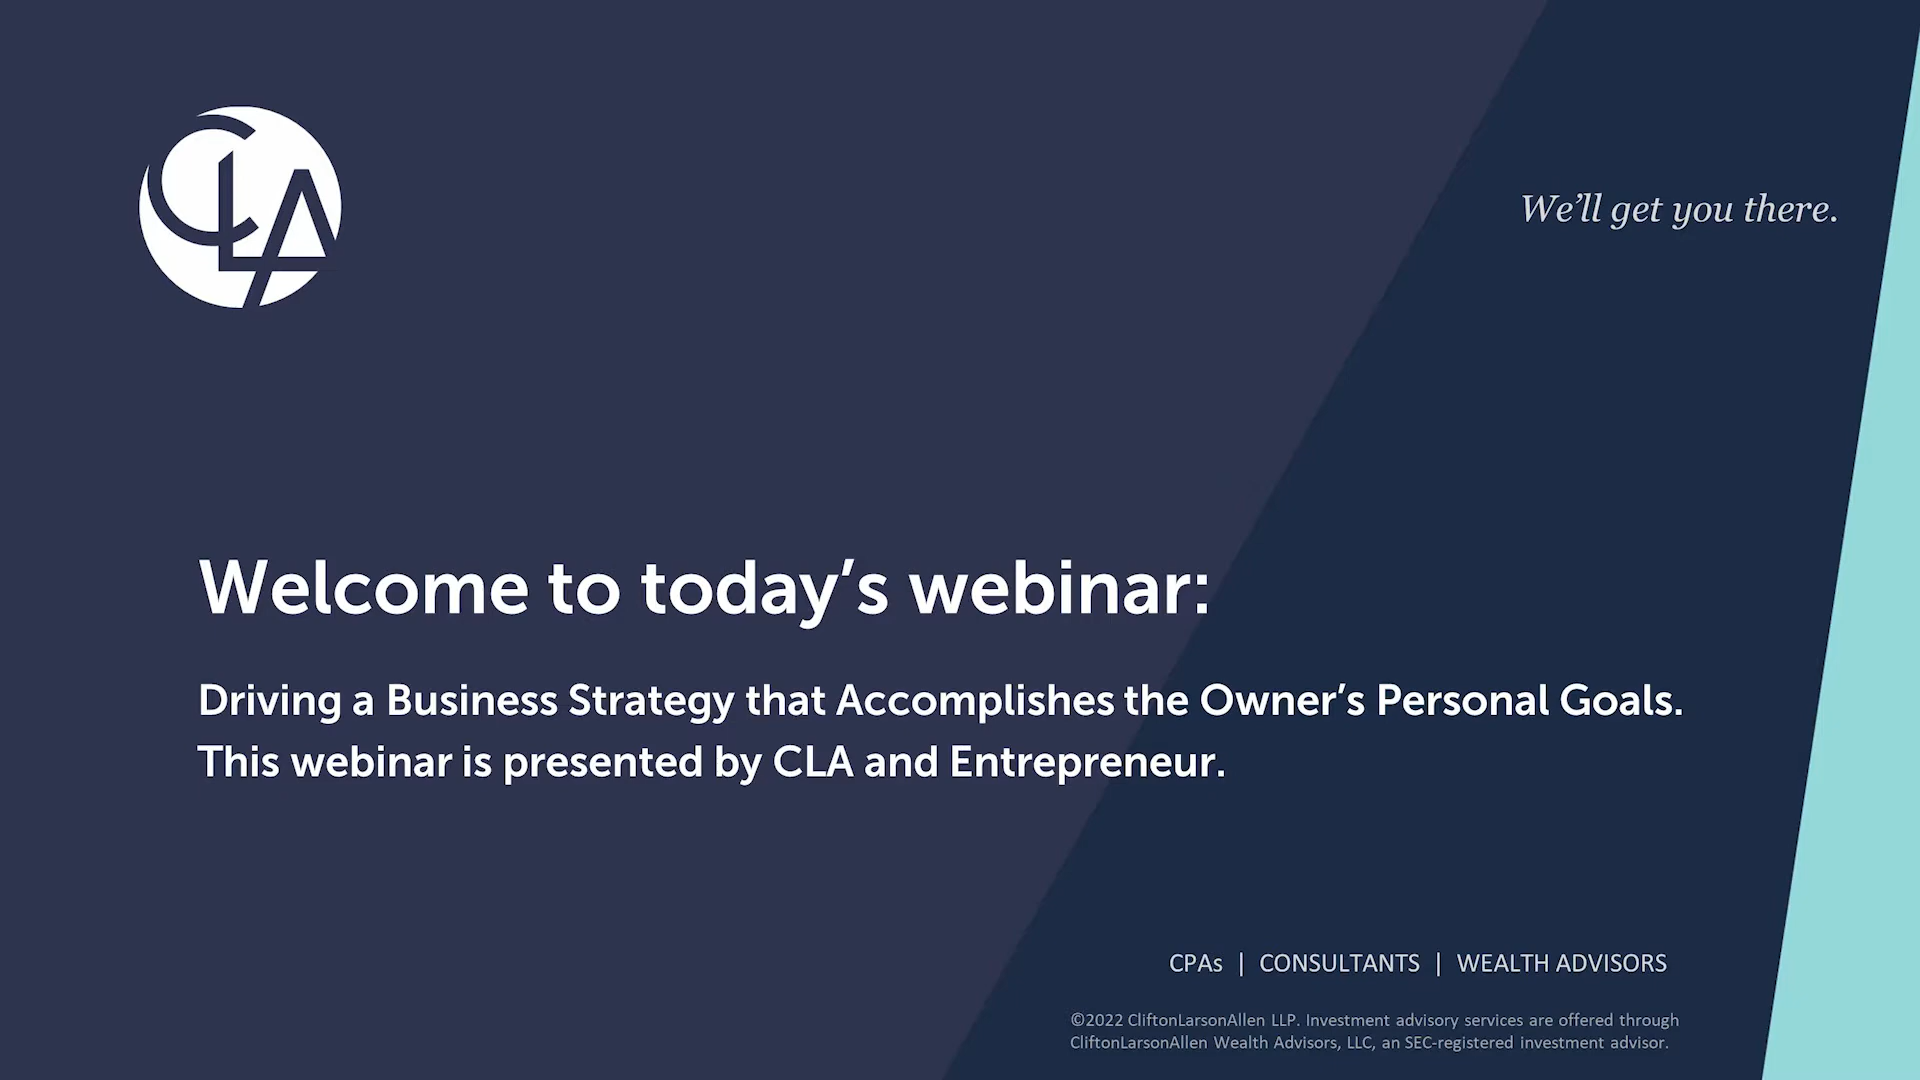 CLA
We’ll get you there.
Welcome to today’s webinar:
Driving a Business Strategy that Accomplishes the Owner’s Personal Goals.
This webinar is presented by CLA and Entrepreneur.
CPAs | CONSULTANTS | WEALTH ADVISORS
©2022 CliftonLarsonAllen LLP. Investment advisory services are offered through
CliftonLarsonAllen Wealth Advisors, LLC, an SEC-registered investment advisor.